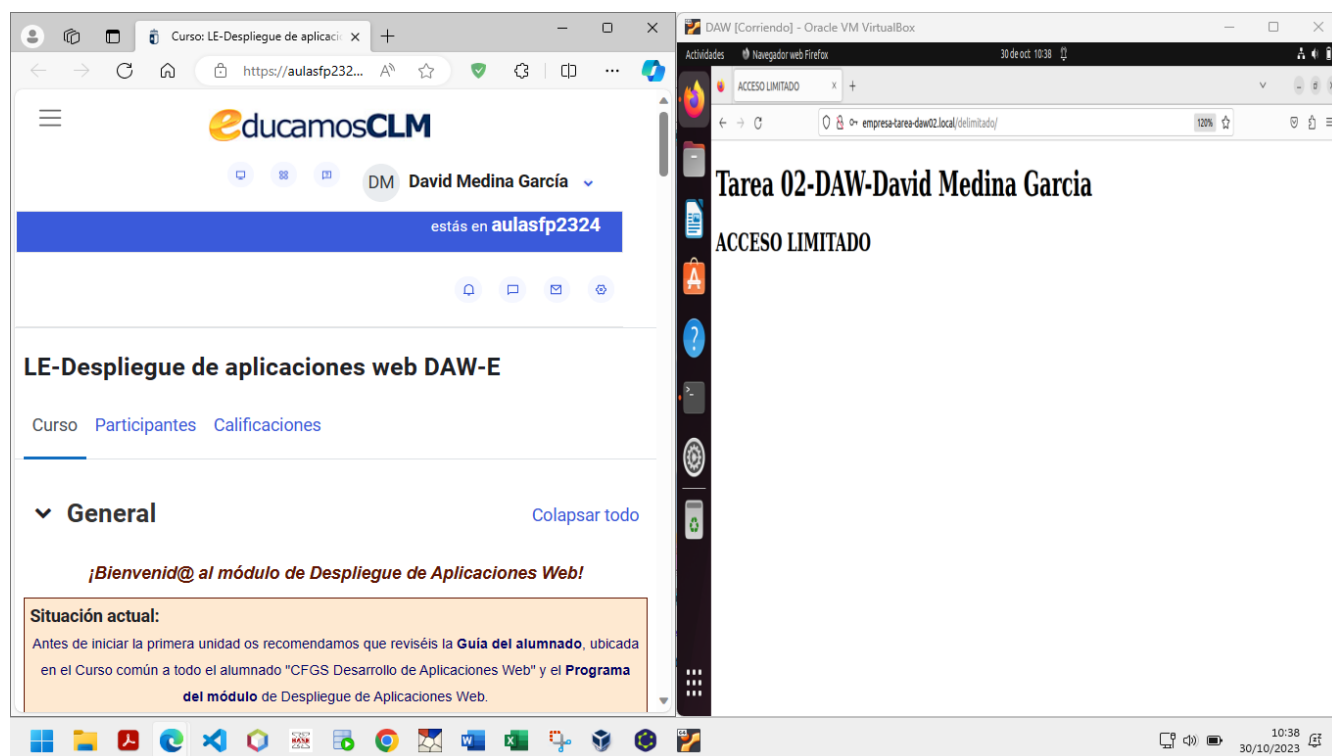 Curso: LE-Despliegue de aplicaci
https://aulasfp232...
educamosCLM
DM David Medina García
estás en aulasfp2324
LE-Despliegue de aplicaciones web DAW-E
Curso Participantes Calificaciones
General Colapsar todo
¡Bienvenid@ al módulo de Despliegue de Aplicaciones Web!
Situación actual:
Antes de iniciar la primera unidad os recomendamos que reviséis la Guía del alumnado, ubicada
en el Curso común a todo el alumnado "CFGS Desarrollo de Aplicaciones Web" y el Programa
del módulo de Despliegue de Aplicaciones Web.
DAW [Corriendo] - Oracle VM VirtualBox
Actividades Navegador web Firefox 30 de oct 10:38
ACCESO LIMITADO
empresa-tarea-daw02.local/delimitado/ 120%
Tarea 02-DAW-David Medina Garcia
ACCESO LIMITADO
10:38
30/10/2023